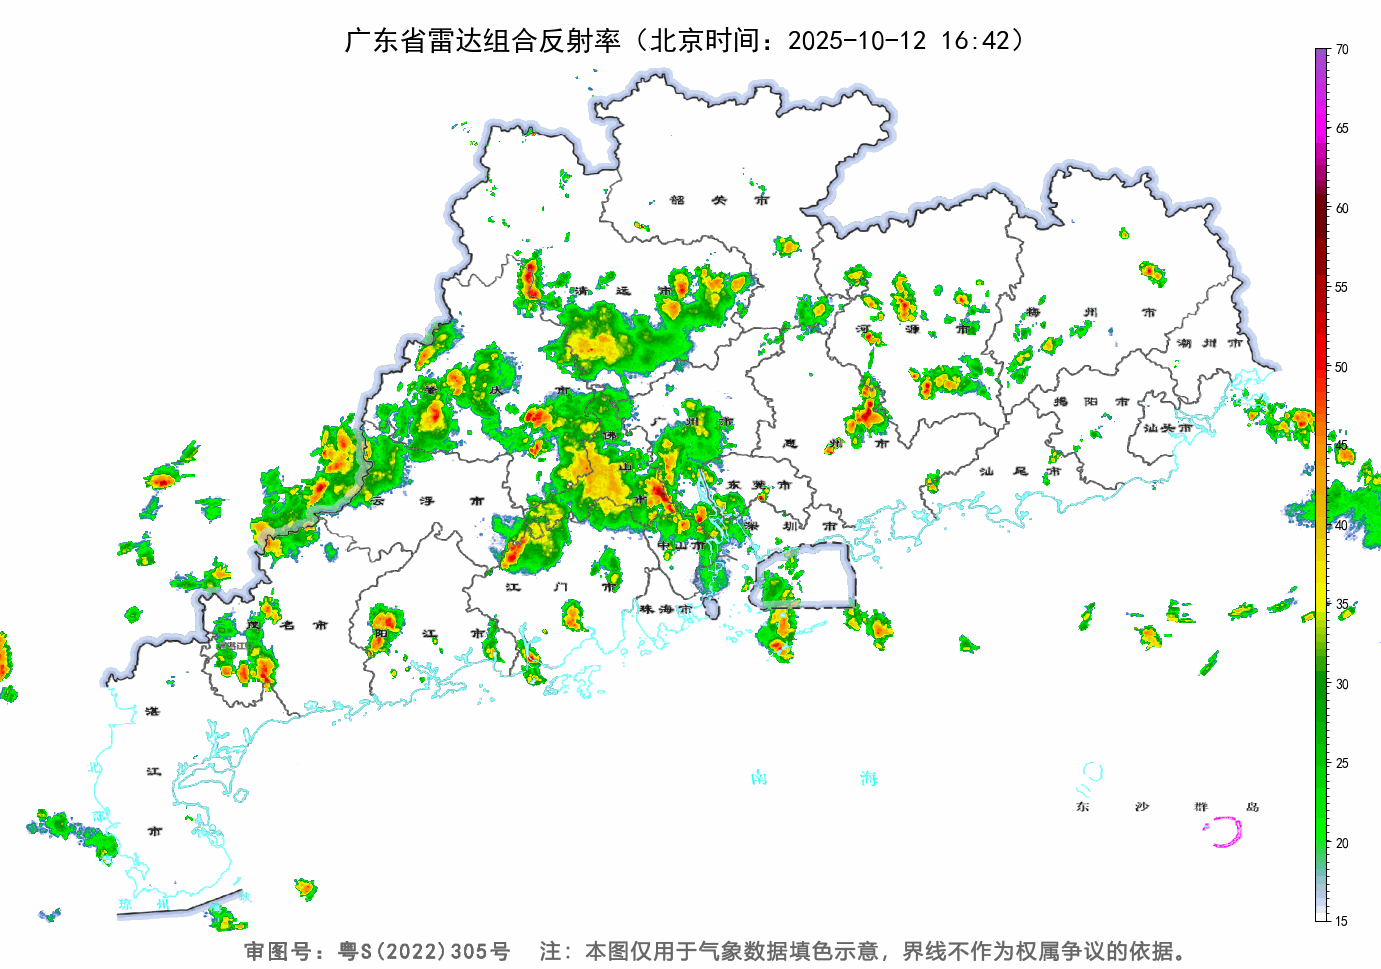 广东省雷达组合反射率（北京时间：2025-10-12 16:42）
70
65
60
55
50
45
40
35
30
25
20
15
韶 关 市
清 远 市
梅 州 市
河 源 市
潮 州 市
肇 庆 市
揭 阳 市
广 州 市
汕头市
佛 山 市
惠 州 市
云 浮 市
东 莞 市
汕 尾 市
深 圳 市
中山市
江 门 市
珠海市
茂 名 市
阳 江 市
湛江
湛 江 市
南 海
东 沙 群 岛
北 部
琼 州 峡
审图号：粤S(2022)305号 注：本图仅用于气象数据填色示意，界线不作为权属争议的依据。